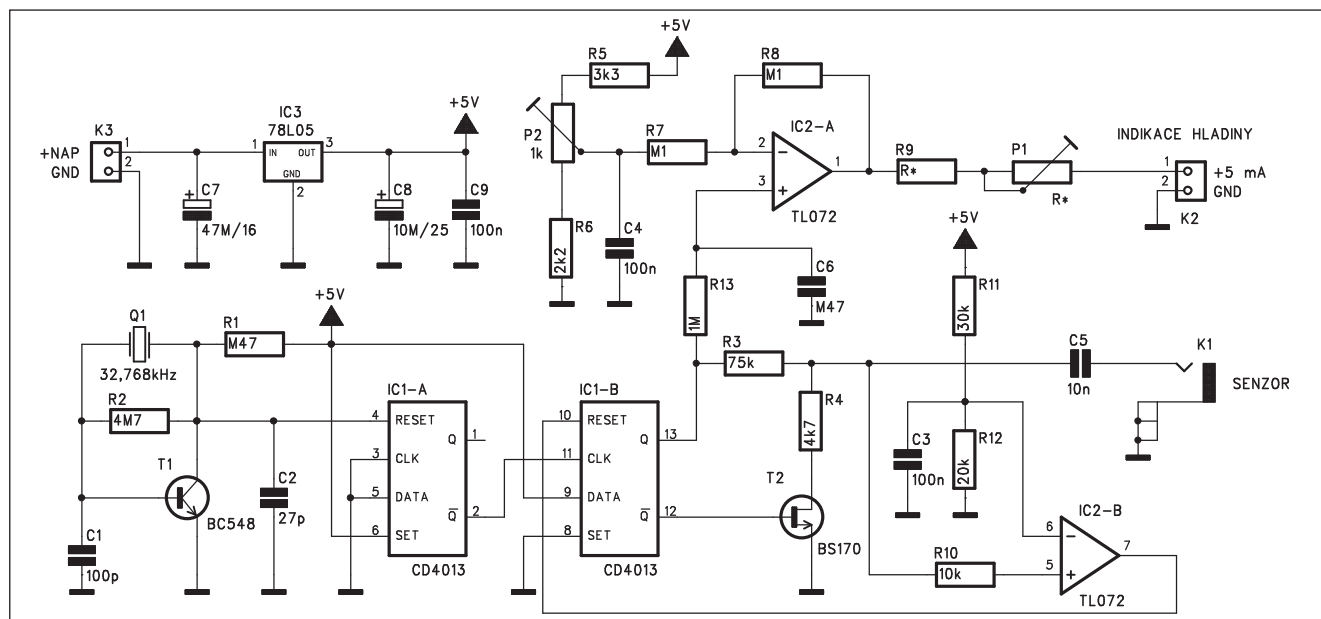 +5V
R5
3k3
P2
1k
R8
M1
R7
M1
IC2-A
2
3
1
TL072
R9
R*
P1
R*
INDIKACE HLADINY
1
2
+5 mA
GND
K2
K3
+NAP
GND
1
2
IC3
78L05
1
IN
OUT
3
GND
2
+5V
C7
47M/16
C8
10M/25
C9
100n
R6
2k2
C4
100n
R13
1M
C6
M47
+5V
R11
30k
+5V
Q1
32,768kHz
R1
M47
R2
4M7
T1
BC548
C1
100p
C2
27p
IC1-A
4
RESET
Q
1
3
CLK
5
DATA
Q
2
6
SET
CD4013
IC1-B
10
RESET
Q
13
11
CLK
9
DATA
Q
12
8
SET
CD4013
R3
75k
R4
4k7
T2
BS170
C5
10n
K1
SENZOR
C3
100n
R12
20k
R10
10k
IC2-B
6
5
7
TL072